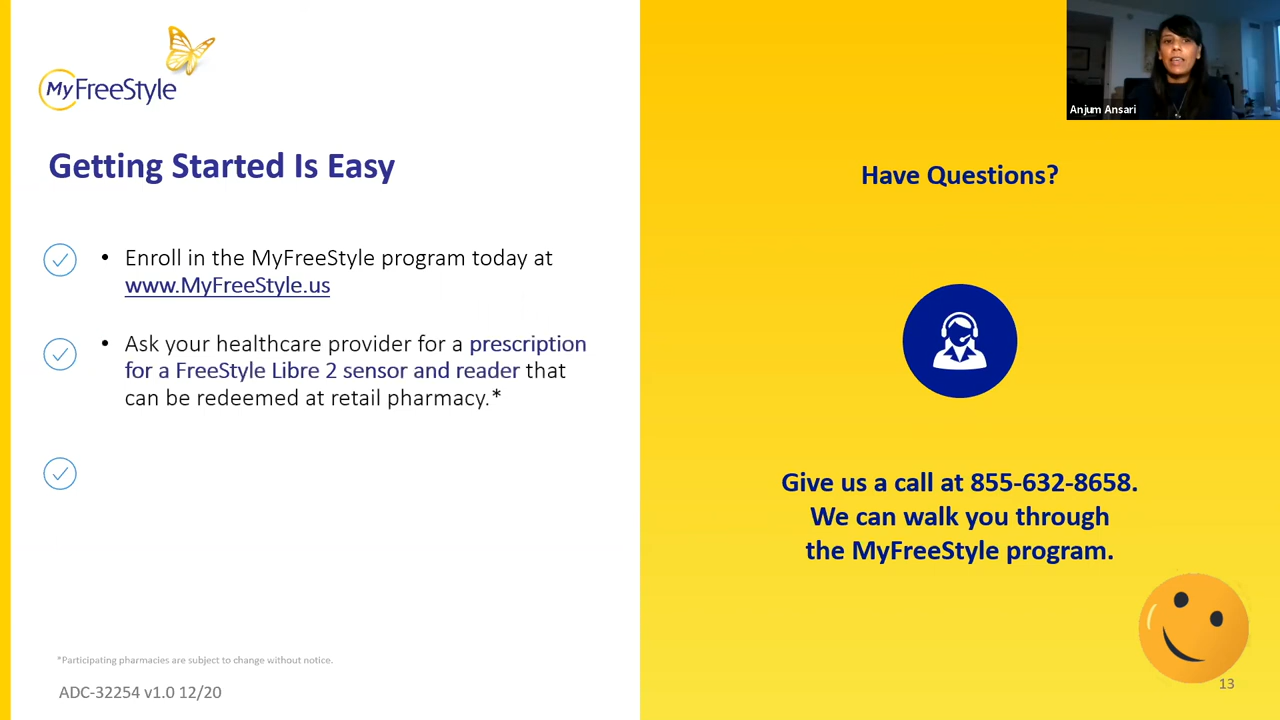 MyFreeStyle
Anjum Ansari
Getting Started Is Easy
• Enroll in the MyFreeStyle program today at
www.MyFreeStyle.us
• Ask your healthcare provider for a prescription
for a FreeStyle Libre 2 sensor and reader that
can be redeemed at retail pharmacy.*
*Participating pharmacies are subject to change without notice.
ADC-32254 v1.0 12/20
Have Questions?
Give us a call at 855-632-8658.
We can walk you through
the MyFreeStyle program.
13